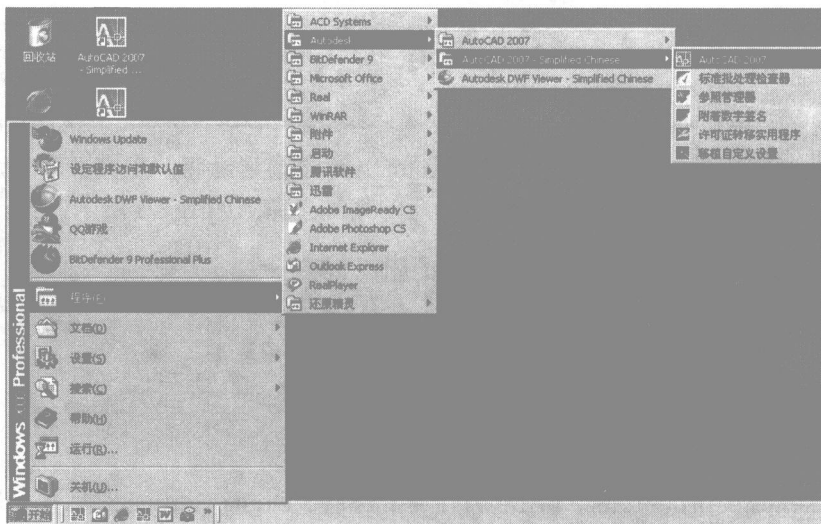 回收站
AutoCAD 2007
- Simplified ...
ACD Systems
Autodesk
BitDefender 9
Microsoft Office
Real
WinRAR
附件
启动
腾讯软件
迅雷
Adobe ImageReady CS
Adobe Photoshop CS
Internet Explorer
Outlook Express
RealPlayer
还原精灵
AutoCAD 2007
AutoCAD 2007 - Simplified Chinese
Autodesk DWF Viewer - Simplified Chinese
AutoCAD 2007
标准批处理检查器
参照管理器
附着数字签名
许可证转移实用程序
移植自定义设置
Windows Update
设定程序访问和默认值
Autodesk DWF Viewer - Simplified Chinese
QQ游戏
BitDefender 9 Professional Plus
程序(P)
文档(D)
设置(S)
搜索(C)
帮助(H)
运行(R)...
关机(U)...
Windows XP Professional
开始